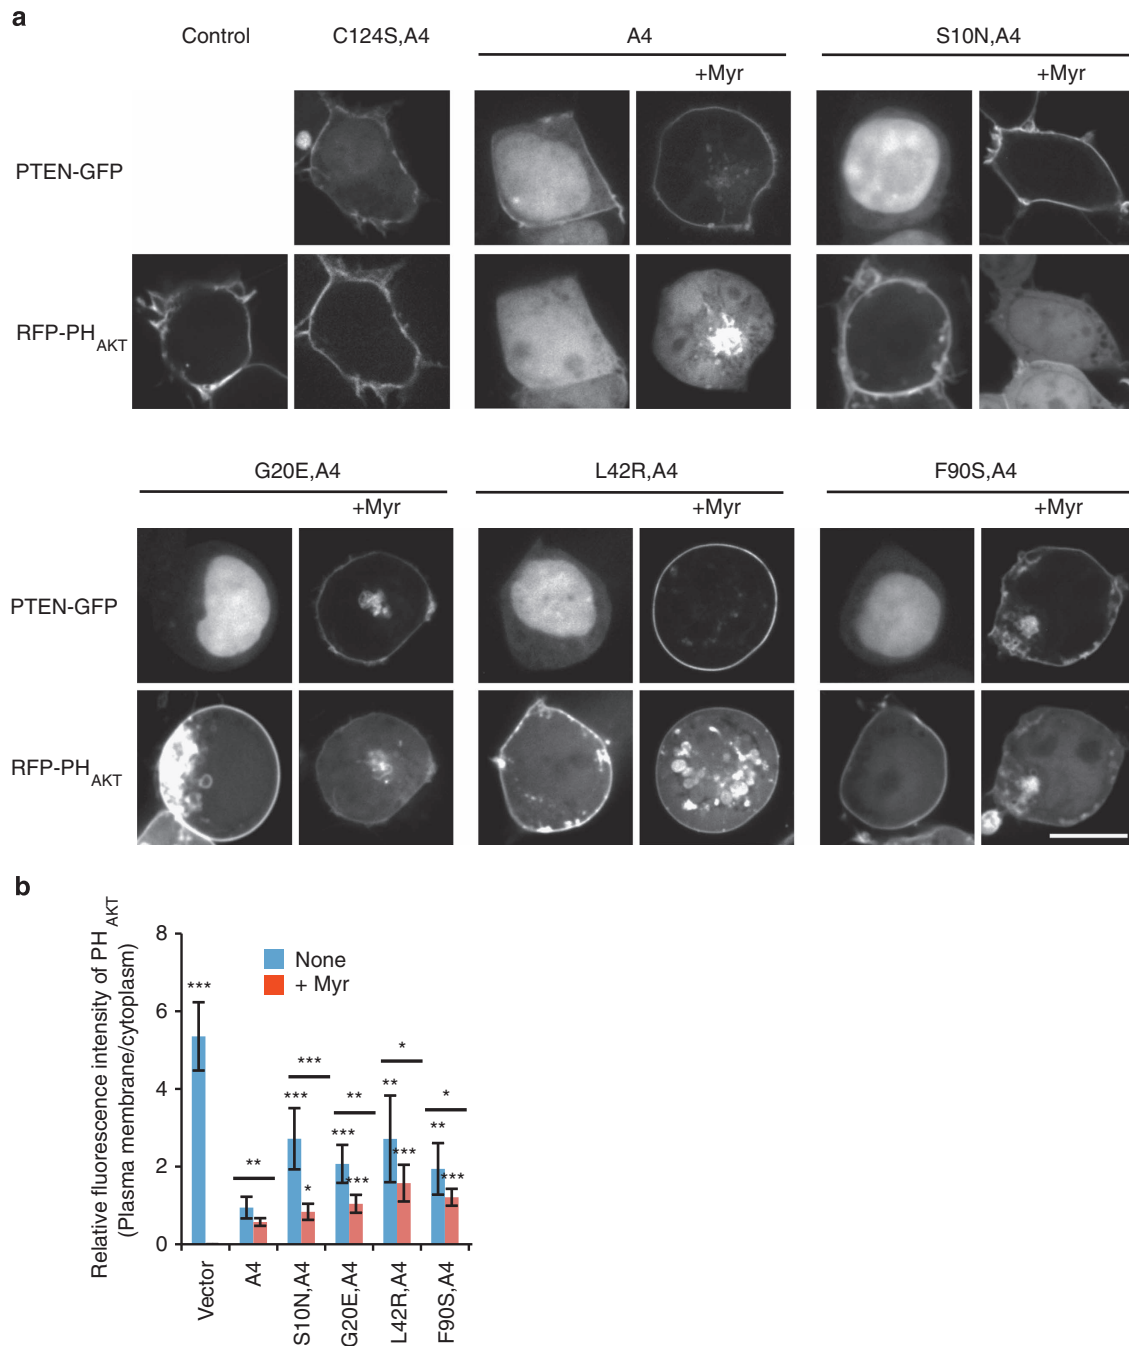 a
Control C124S,A4 A4 S10N,A4
+Myr +Myr
PTEN-GFP
RFP-PH AKT
G20E,A4 L42R,A4 F90S,A4
+Myr +Myr +Myr
PTEN-GFP
RFP-PH AKT
b
Relative fluorescence intensity of PH AKT
(Plasma membrane/cytoplasm)
8
6
4
2
0
None
+ Myr
***
**
***
***
*
**
***
***
*
**
***
*
**
***
Vector
A4
S10N,A4
G20E,A4
L42R,A4
F90S,A4